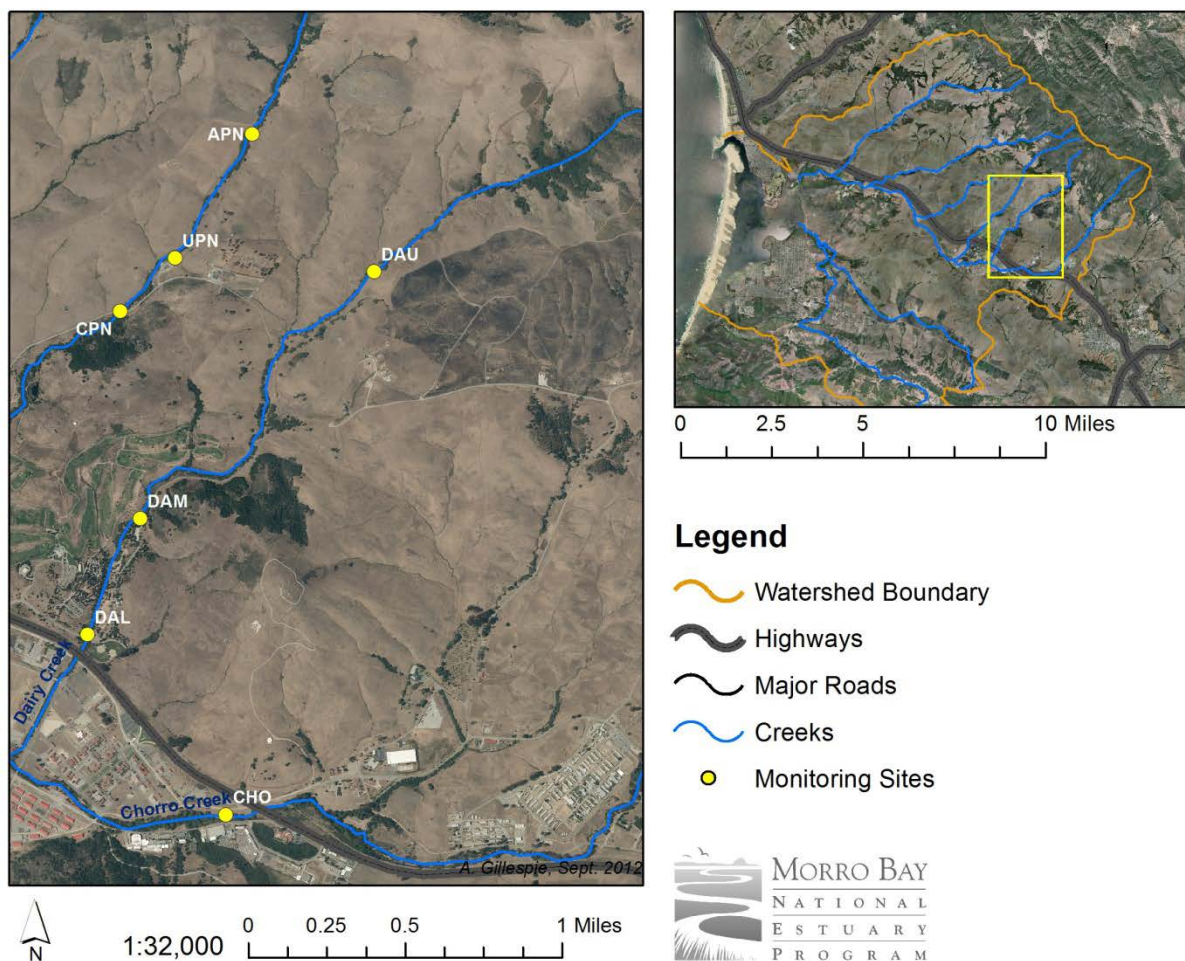 APN
UPN
DAU
CPN
DAM
DAL
Dairy Creek
CHO
Chorro Creek
A. Gillespie, Sept. 2012
N
1:32,000
0 0.25 0.5 1 Miles
0 2.5 5 10 Miles
Legend
Watershed Boundary
Highways
Major Roads
Creeks
Monitoring Sites
MORRO BAY
NATIONAL
ESTUARY
PROGRAM